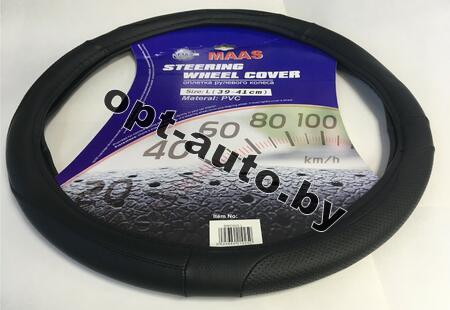 MAAS
STEERING
WHEEL COVER
оплетка рулевого колеса
Size: L (39-41cm)
Materal: PVC
opt-auto.by
20 40 60 80 100
km/h
Item No: